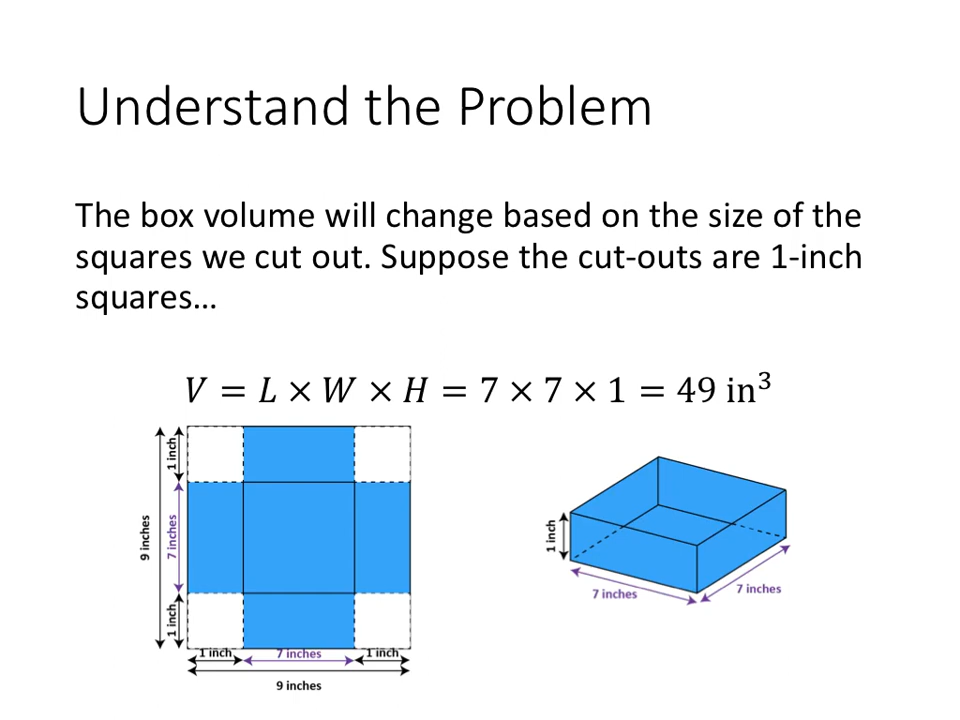 Understand the Problem
The box volume will change based on the size of the
squares we cut out. Suppose the cut-outs are 1-inch
squares…
𝑉 = 𝐿 × 𝑊 × 𝐻 = 7 × 7 × 1 = 49 in³
1 inch
9 inches
7 inches
1 inch
1 inch
7 inches
1 inch
9 inches
1 inch
7 inches
7 inches